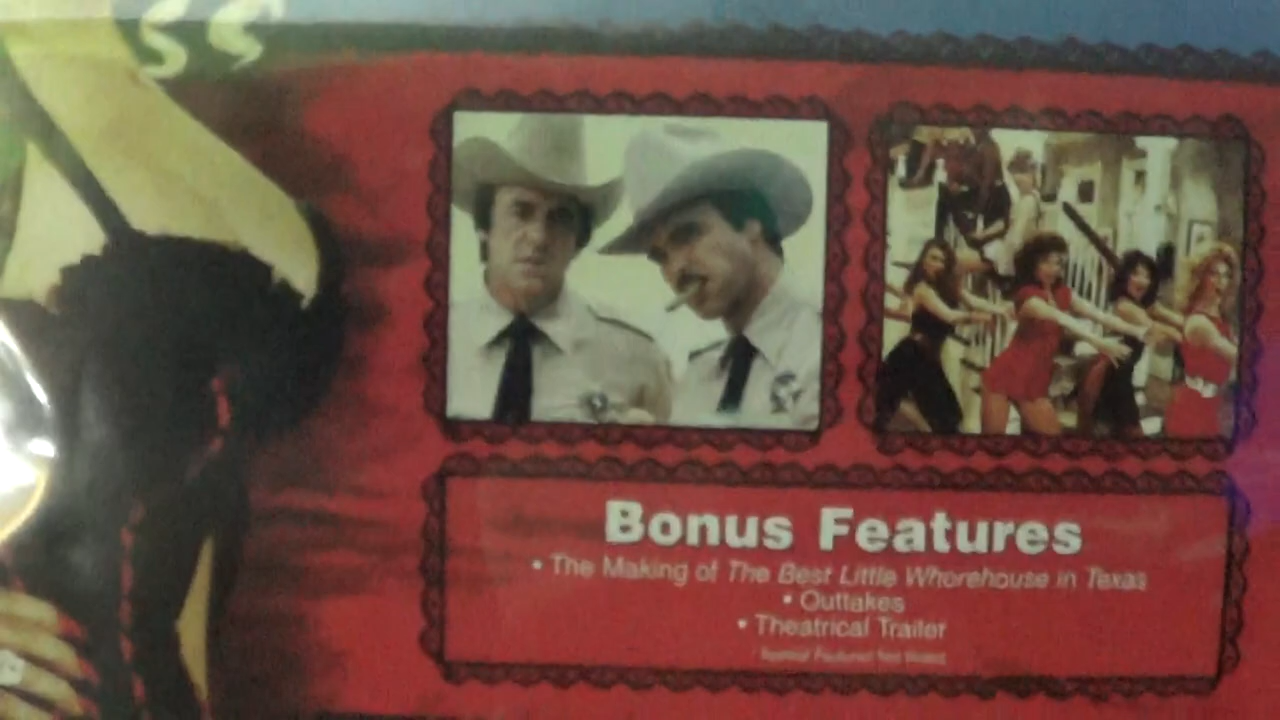 Bonus Features
• The Making of The Best Little Whorehouse in Texas
• Outtakes
• Theatrical Trailer